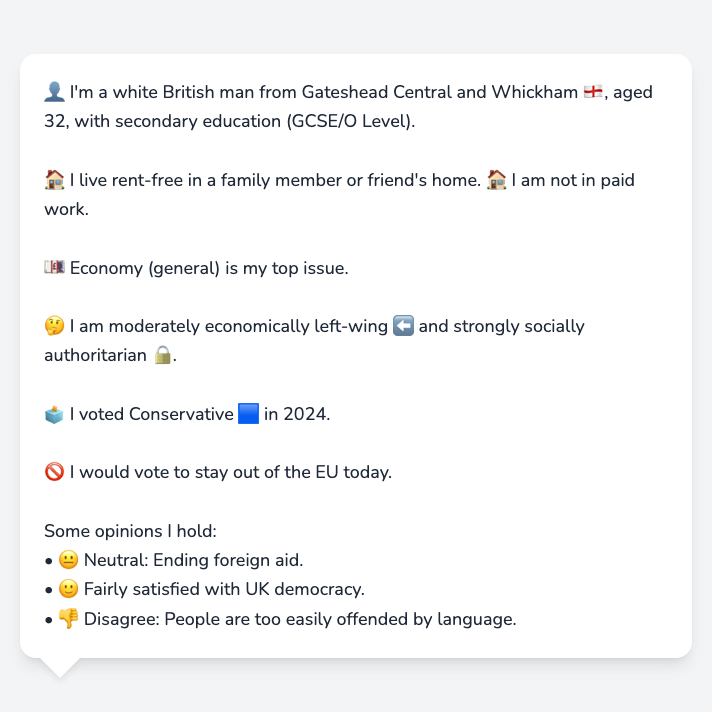 👤 I'm a white British man from Gateshead Central and Whickham 🏴󠁧󠁢󠁥󠁮󠁧󠁿, aged
32, with secondary education (GCSE/O Level).
🏠 I live rent-free in a family member or friend's home. 🏠 I am not in paid
work.
💷 Economy (general) is my top issue.
🤔 I am moderately economically left-wing ⬅️ and strongly socially
authoritarian 🔒.
🗳️ I voted Conservative 🟦 in 2024.
🚫 I would vote to stay out of the EU today.
Some opinions I hold:
• 😐 Neutral: Ending foreign aid.
• 🙂 Fairly satisfied with UK democracy.
• 👎 Disagree: People are too easily offended by language.